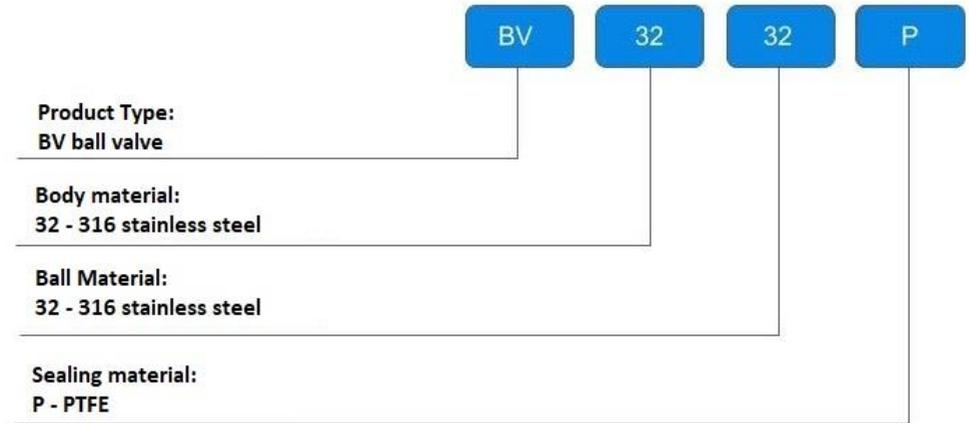 BV 32 32 P
Product Type:
BV ball valve
Body material:
32 - 316 stainless steel
Ball Material:
32 - 316 stainless steel
Sealing material:
P - PTFE